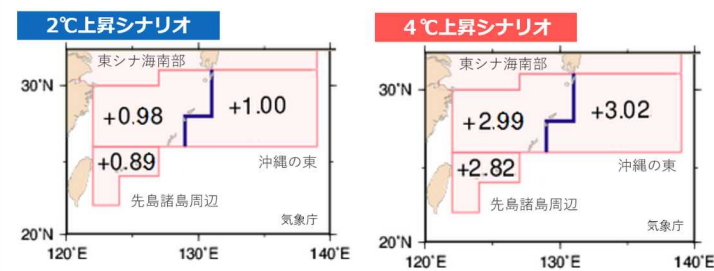 2℃上昇シナリオ
東シナ海南部
30˚N
+0.98
+1.00
+0.89
沖縄の東
先島諸島周辺
気象庁
20˚N
120˚E
130˚E
140˚E
4℃上昇シナリオ
東シナ海南部
30˚N
+2.99
+3.02
+2.82
沖縄の東
先島諸島周辺
気象庁
20˚N
120˚E
130˚E
140˚E